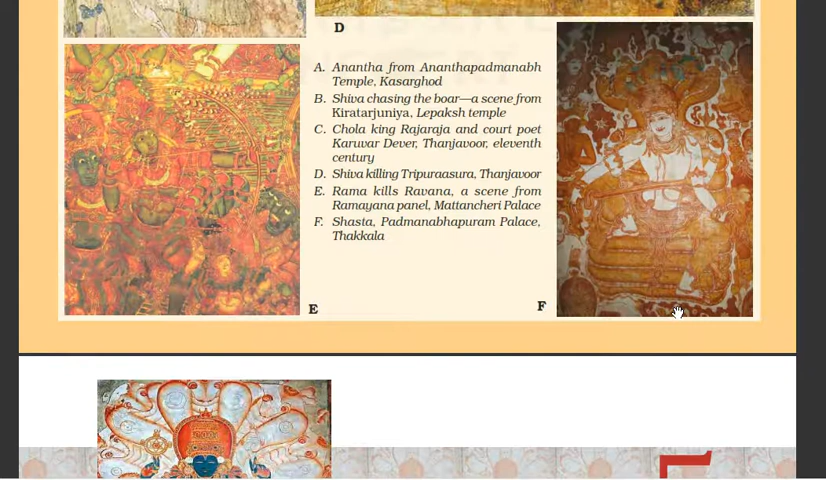 D
A. Anantha from Ananthapadmanabh
Temple, Kasarghod
B. Shiva chasing the boar—a scene from
Kiratarjuniya, Lepaksh temple
C. Chola king Rajaraja and court poet
Karuvar Dever, Thanjavoor, eleventh
century
D. Shiva killing Tripuraasura, Thanjavoor
E. Rama kills Ravana, a scene from
Ramayana panel, Mattancheri Palace
F. Shasta, Padmanabhapuram Palace,
Thakkala
E
F